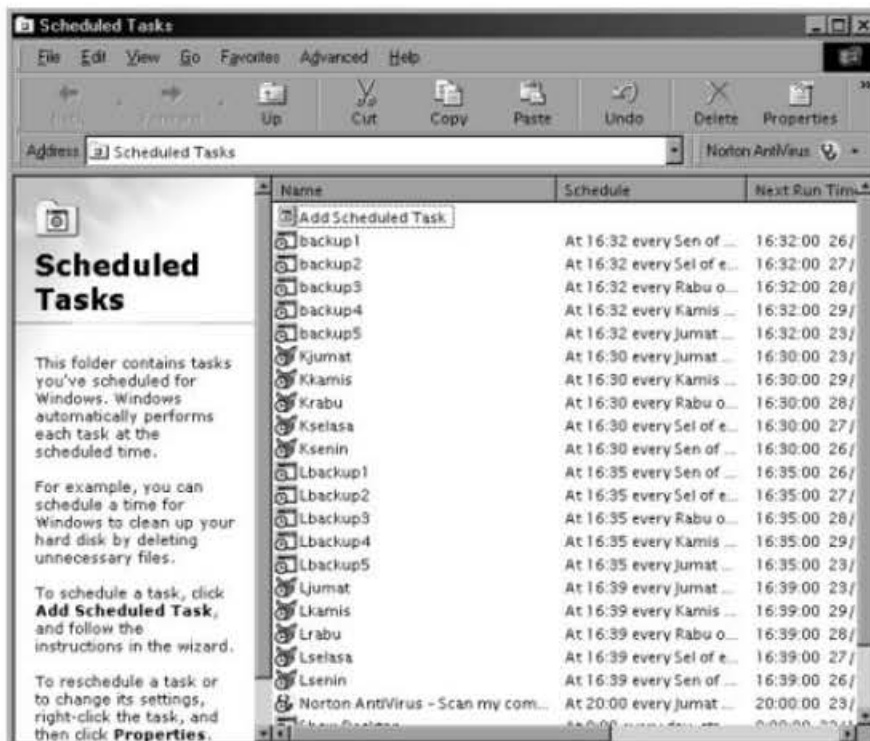 Scheduled Tasks
File Edit View Go Favorites Advanced Help
Up Cut Copy Paste Undo Delete Properties »
Address Scheduled Tasks Norton AntiVirus
Scheduled
Tasks
This folder contains tasks
you've scheduled for
Windows. Windows
automatically performs
each task at the
scheduled time.
For example, you can
schedule a time for
Windows to clean up your
hard disk by deleting
unnecessary files.
To schedule a task, click
Add Scheduled Task,
and follow the
instructions in the wizard.
To reschedule a task or
to change its settings,
right-click the task, and
then click Properties.
Name Schedule Next Run Time
Add Scheduled Task
backup1 At 16:32 every Sen of ... 16:32:00 26/
backup2 At 16:32 every Sel of e... 16:32:00 27/
backup3 At 16:32 every Rabu o... 16:32:00 28/
backup4 At 16:32 every Kamis ... 16:32:00 29/
backup5 At 16:32 every Jumat ... 16:32:00 23/
Kjumat At 16:30 every Jumat ... 16:30:00 23/
Kkamis At 16:30 every Kamis ... 16:30:00 29/
Krabu At 16:30 every Rabu o... 16:30:00 28/
Kselasa At 16:30 every Sel of e... 16:30:00 27/
Ksenin At 16:30 every Sen of ... 16:30:00 26/
Lbackup1 At 16:35 every Sen of ... 16:35:00 26/
Lbackup2 At 16:35 every Sel of e... 16:35:00 27/
Lbackup3 At 16:35 every Rabu o... 16:35:00 28/
Lbackup4 At 16:35 every Kamis ... 16:35:00 29/
Lbackup5 At 16:35 every Jumat ... 16:35:00 23/
Ljumat At 16:39 every Jumat ... 16:39:00 23/
Lkamis At 16:39 every Kamis ... 16:39:00 29/
Lrabu At 16:39 every Rabu o... 16:39:00 28/
Lselasa At 16:39 every Sel of e... 16:39:00 27/
Lsenin At 16:39 every Sen of ... 16:39:00 26/
Norton AntiVirus - Scan my com... At 20:00 every Jumat ... 20:00:00 23/